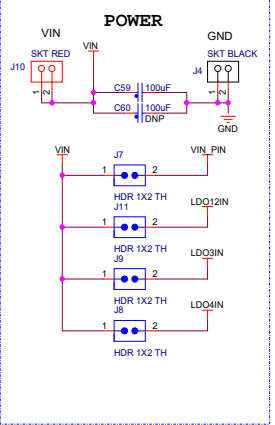 POWER
VIN
GND
SKT RED
VIN
SKT BLACK
J10
J4
C59
100uF
1
2
1
2
C60
100uF
DNP
GND
VIN
J7
VIN_PIN
1
2
HDR 1X2 TH
J11
LDO12IN
1
2
HDR 1X2 TH
J9
LDO3IN
1
2
HDR 1X2 TH
J8
LDO4IN
1
2
HDR 1X2 TH